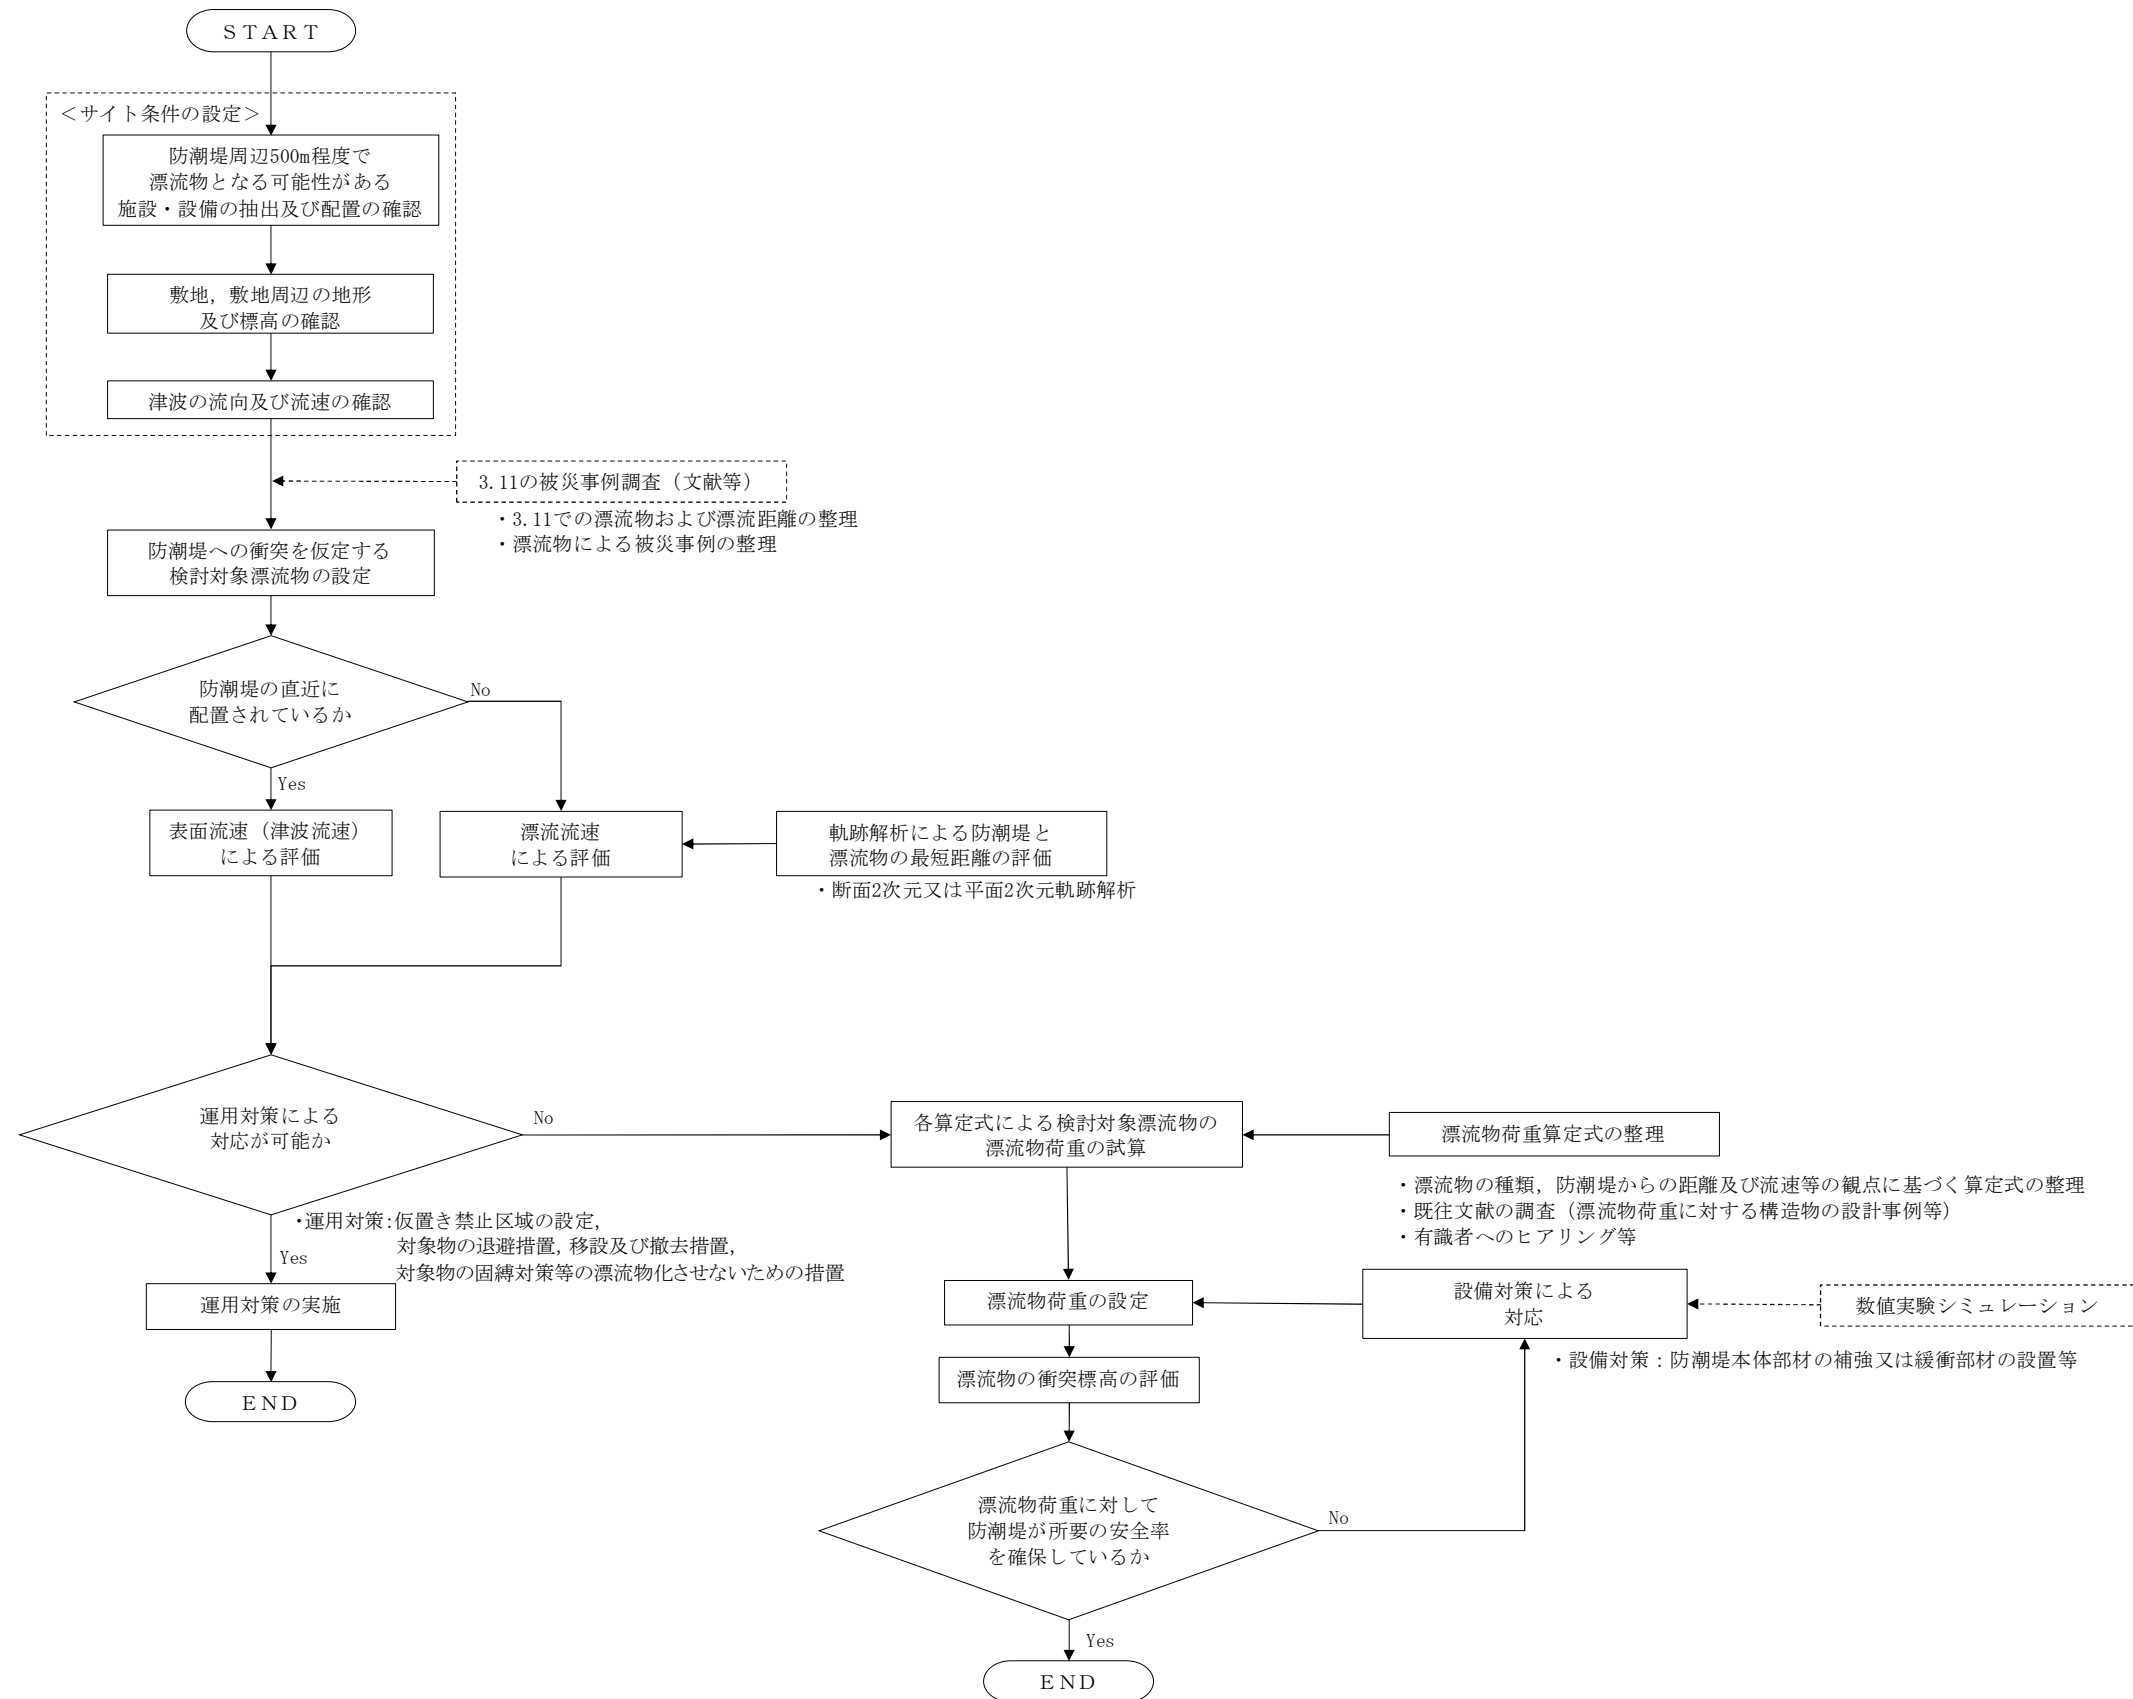 ＳＴＡＲＴ
＜サイト条件の設定＞
防潮堤周辺500m程度で
漂流物となる可能性がある
施設・設備の抽出及び配置の確認
敷地，敷地周辺の地形
及び標高の確認
津波の流向及び流速の確認
3.11の被災事例調査（文献等）
・3.11での漂流物および漂流距離の整理
・漂流物による被災事例の整理
防潮堤への衝突を仮定する
検討対象漂流物の設定
防潮堤の直近に
配置されているか
No
Yes
表面流速（津波流速）
による評価
漂流流速
による評価
軌跡解析による防潮堤と
漂流物の最短距離の評価
・断面2次元又は平面2次元軌跡解析
運用対策による
対応が可能か
No
Yes
・運用対策：仮置き禁止区域の設定，
対象物の退避措置，移設及び撤去措置，
対象物の固縛対策等の漂流物化させないための措置
運用対策の実施
ＥＮＤ
各算定式による検討対象漂流物の
漂流物荷重の試算
漂流物荷重算定式の整理
・漂流物の種類，防潮堤からの距離及び流速等の観点に基づく算定式の整理
・既往文献の調査（漂流物荷重に対する構造物の設計事例等）
・有識者へのヒアリング等
漂流物荷重の設定
設備対策による
対応
数値実験シミュレーション
・設備対策：防潮堤本体部材の補強又は緩衝部材の設置等
漂流物の衝突標高の評価
漂流物荷重に対して
防潮堤が所要の安全率
を確保しているか
No
Yes
ＥＮＤ